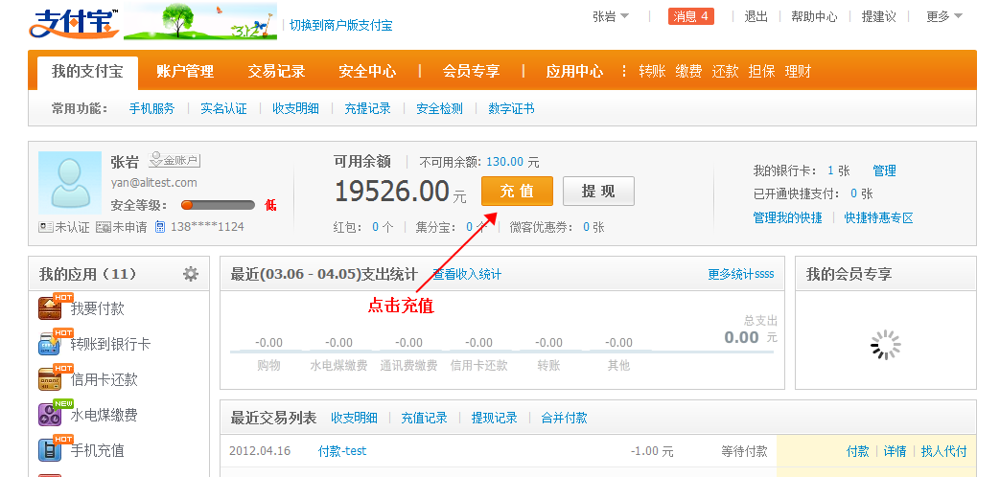 支付宝 3.12 切换到商户版支付宝 张岩 消息 4 退出 帮助中心 提建议 更多
我的支付宝 账户管理 交易记录 安全中心 会员专享 应用中心 转账 缴费 还款 担保 理财
常用功能： 手机服务 实名认证 收支明细 充提记录 安全检测 数字证书
张岩 金账户
yan@alitest.com
安全等级： 低
未认证 未申请 138****1124
可用余额 不可用余额: 130.00 元
19526.00 元 充 值 提 现
红包: 0 个 集分宝: 0 个 微客优惠券: 0 张
我的银行卡: 1 张 管理
已开通快捷支付: 0 张
管理我的快捷 快捷特惠专区
我的应用（11）
HOT
我要付款
HOT
转账到银行卡
HOT
信用卡还款
NEW
水电煤缴费
HOT
手机充值
HOT
最近(03.06 - 04.05)支出统计 查看收入统计 更多统计ssss
点击充值
总支出
0.00 元
-0.00 -0.00 -0.00 -0.00 -0.00 -0.00
购物 水电煤缴费 通讯费缴费 信用卡还款 转账 其他
我的会员专享
最近交易列表 收支明细 充值记录 提现记录 合并付款
2012.04.16 付款-test -1.00 元 等待付款 付款 详情 找人代付